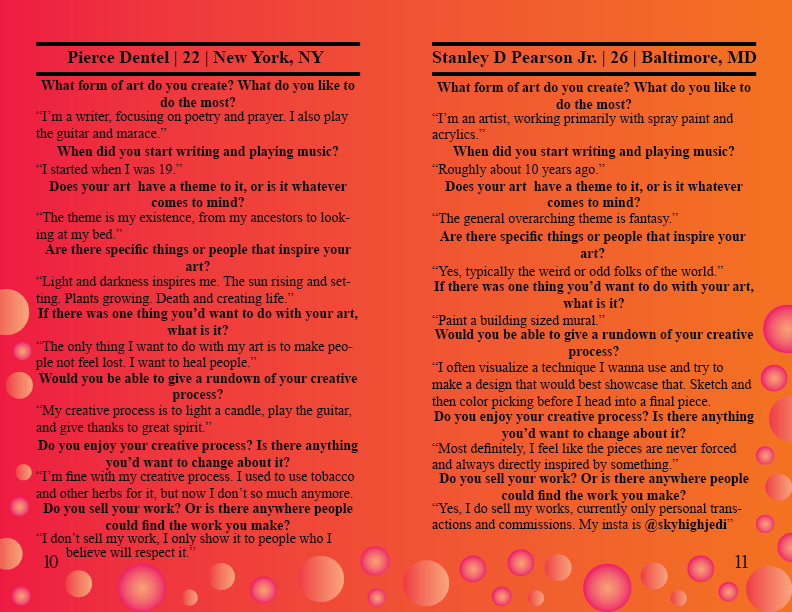 Pierce Dentel | 22 | New York, NY
What form of art do you create? What do you like to
do the most?
“I’m a writer, focusing on poetry and prayer. I also play
the guitar and marace.”
When did you start writing and playing music?
“I started when I was 19.”
Does your art  have a theme to it, or is it whatever
comes to mind?
“The theme is my existence, from my ancestors to look-
ing at my bed.”
Are there specific things or people that inspire your
art?
“Light and darkness inspires me. The sun rising and set-
ting. Plants growing. Death and creating life.”
If there was one thing you’d want to do with your art,
what is it?
“The only thing I want to do with my art is to make peo-
ple not feel lost. I want to heal people.”
Would you be able to give a rundown of your creative
process?
“My creative process is to light a candle, play the guitar,
and give thanks to great spirit.”
Do you enjoy your creative process? Is there anything
you’d want to change about it?
“I’m fine with my creative process. I used to use tobacco
and other herbs for it, but now I don’t so much anymore.
Do you sell your work? Or is there anywhere people
could find the work you make?
“I don’t sell my work, I only show it to people who I
believe will respect it.”
10
Stanley D Pearson Jr. | 26 | Baltimore, MD
What form of art do you create? What do you like to
do the most?
“I’m an artist, working primarily with spray paint and
acrylics.”
When did you start writing and playing music?
“Roughly about 10 years ago.”
Does your art  have a theme to it, or is it whatever
comes to mind?
“The general overarching theme is fantasy.”
Are there specific things or people that inspire your
art?
“Yes, typically the weird or odd folks of the world.”
If there was one thing you’d want to do with your art,
what is it?
“Paint a building sized mural.”
Would you be able to give a rundown of your creative
process?
“I often visualize a technique I wanna use and try to
make a design that would best showcase that. Sketch and
then color picking before I head into a final piece.
Do you enjoy your creative process? Is there anything
you’d want to change about it?
“Most definitely, I feel like the pieces are never forced
and always directly inspired by something.”
Do you sell your work? Or is there anywhere people
could find the work you make?
“Yes, I do sell my works, currently only personal trans-
actions and commissions. My insta is @skyhighjedi”
11